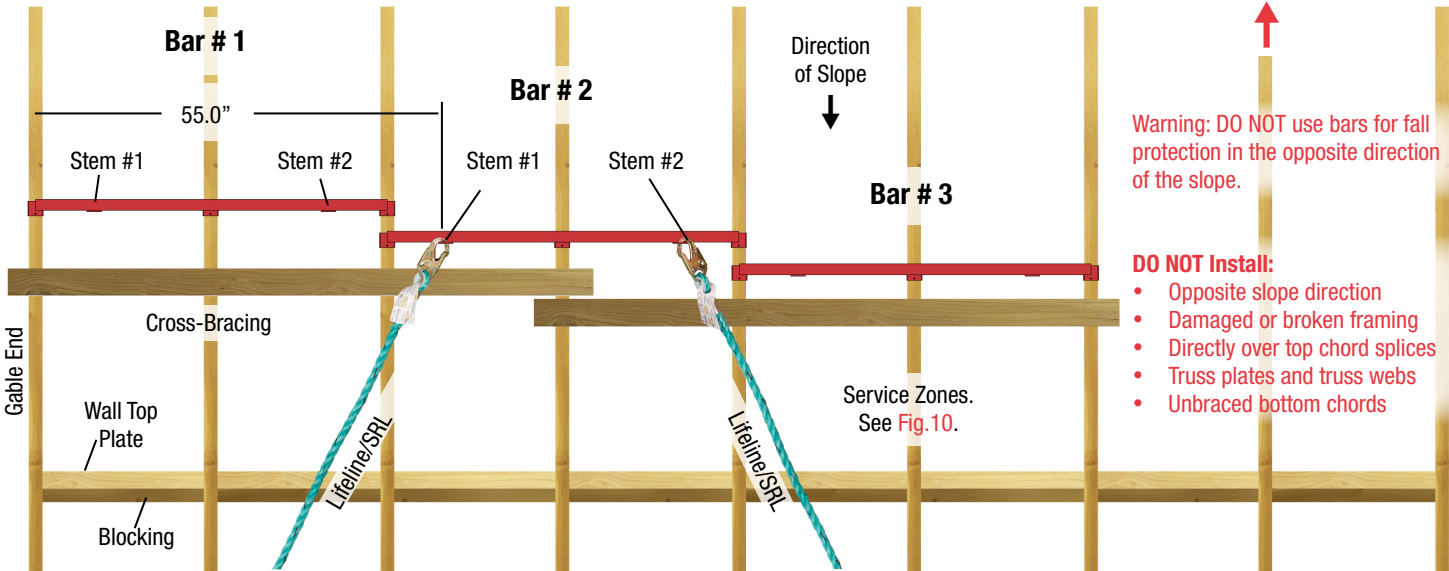 Bar # 1
55.0”
Stem #1
Stem #2
Bar # 2
Stem #1
Stem #2
Direction
of Slope
Bar # 3
Warning: DO NOT use bars for fall
protection in the opposite direction
of the slope.
DO NOT Install:
• Opposite slope direction
• Damaged or broken framing
• Directly over top chord splices
• Truss plates and truss webs
• Unbraced bottom chords
Gable End
Cross-Bracing
Wall Top
Plate
Blocking
Lifeline/SRL
Lifeline/SRL
Service Zones.
See Fig.10.